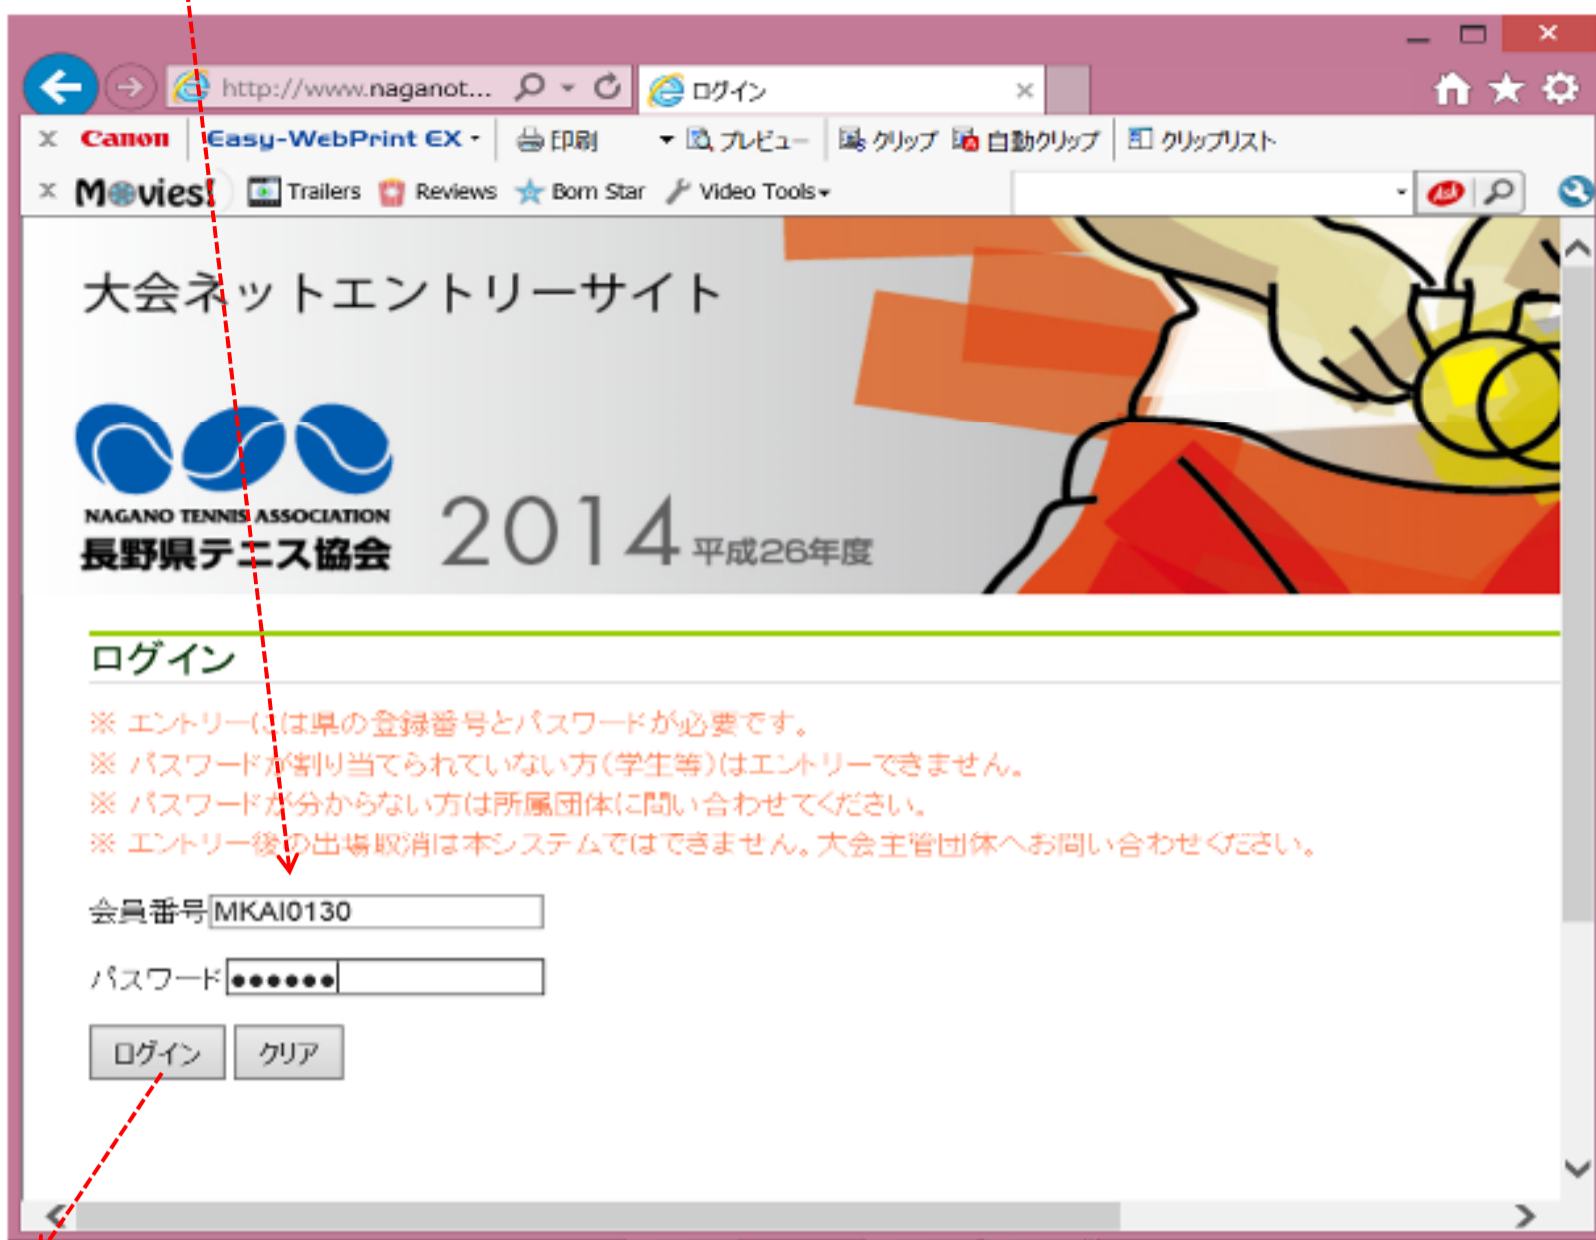 http://www.naganot... ログイン
Canon Easy-WebPrint EX 印刷 プレビュー クリップ 自動クリップ クリップリスト
Movies! Trailers Reviews Born Star Video Tools Ask
大会ネットエントリーサイト
NAGANO TENNIS ASSOCIATION
長野県テニス協会
2014 平成26年度
ログイン
※ エントリーには県の登録番号とパスワードが必要です。
※ パスワードが割り当てられていない方(学生等)はエントリーできません。
※ パスワードが分からない方は所属団体に問い合わせてください。
※ エントリー後の出場取消は本システムではできません。大会主管団体へお問い合わせください。
会員番号 MKAI0130
パスワード ●●●●●●
ログイン クリア